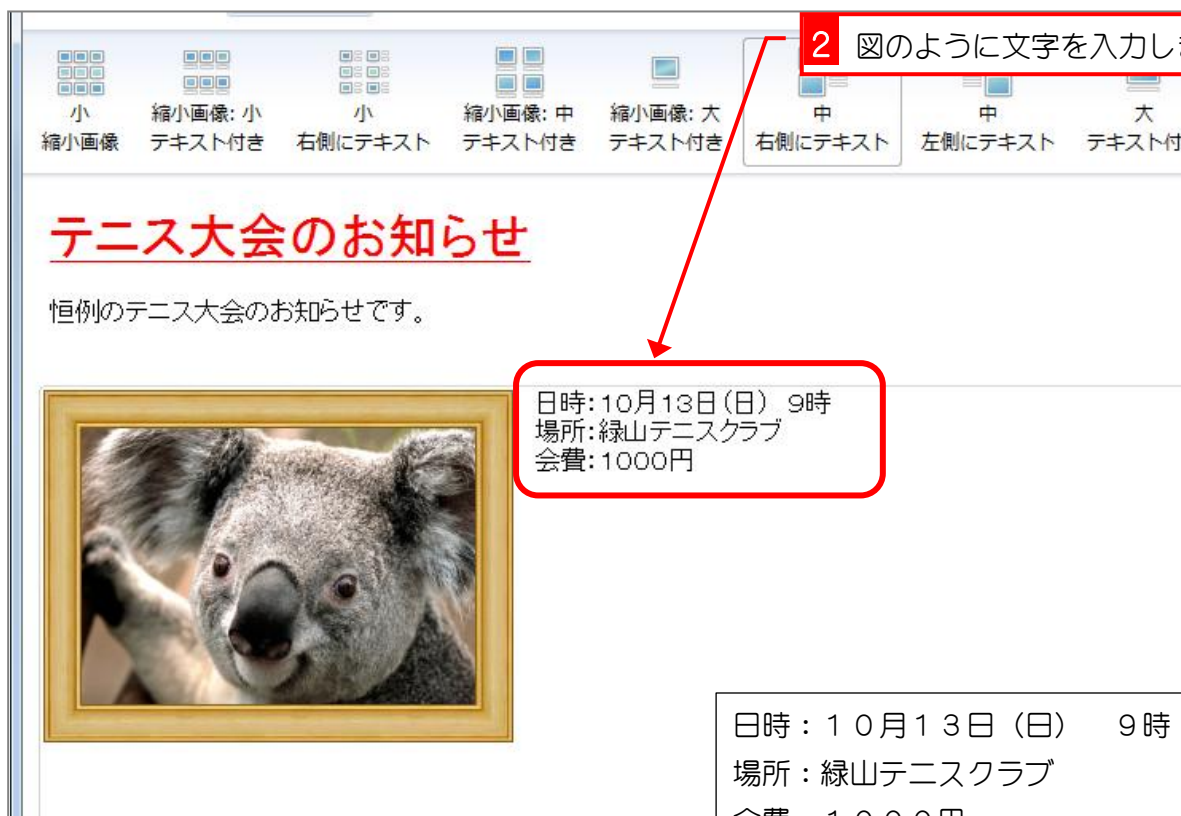 2 図のように文字を入力し
小 縮小画像: 小 小 縮小画像: 中 縮小画像: 大 中 中 大
縮小画像 テキスト付き 右側にテキスト テキスト付き テキスト付き 右側にテキスト 左側にテキスト テキスト付
テニス大会のお知らせ
恒例のテニス大会のお知らせです。
日時:10月13日(日) 9時
場所:緑山テニスクラブ
会費:1000円
日時：１０月１３日（日）　９時
場所：緑山テニスクラブ
会費：１０００円